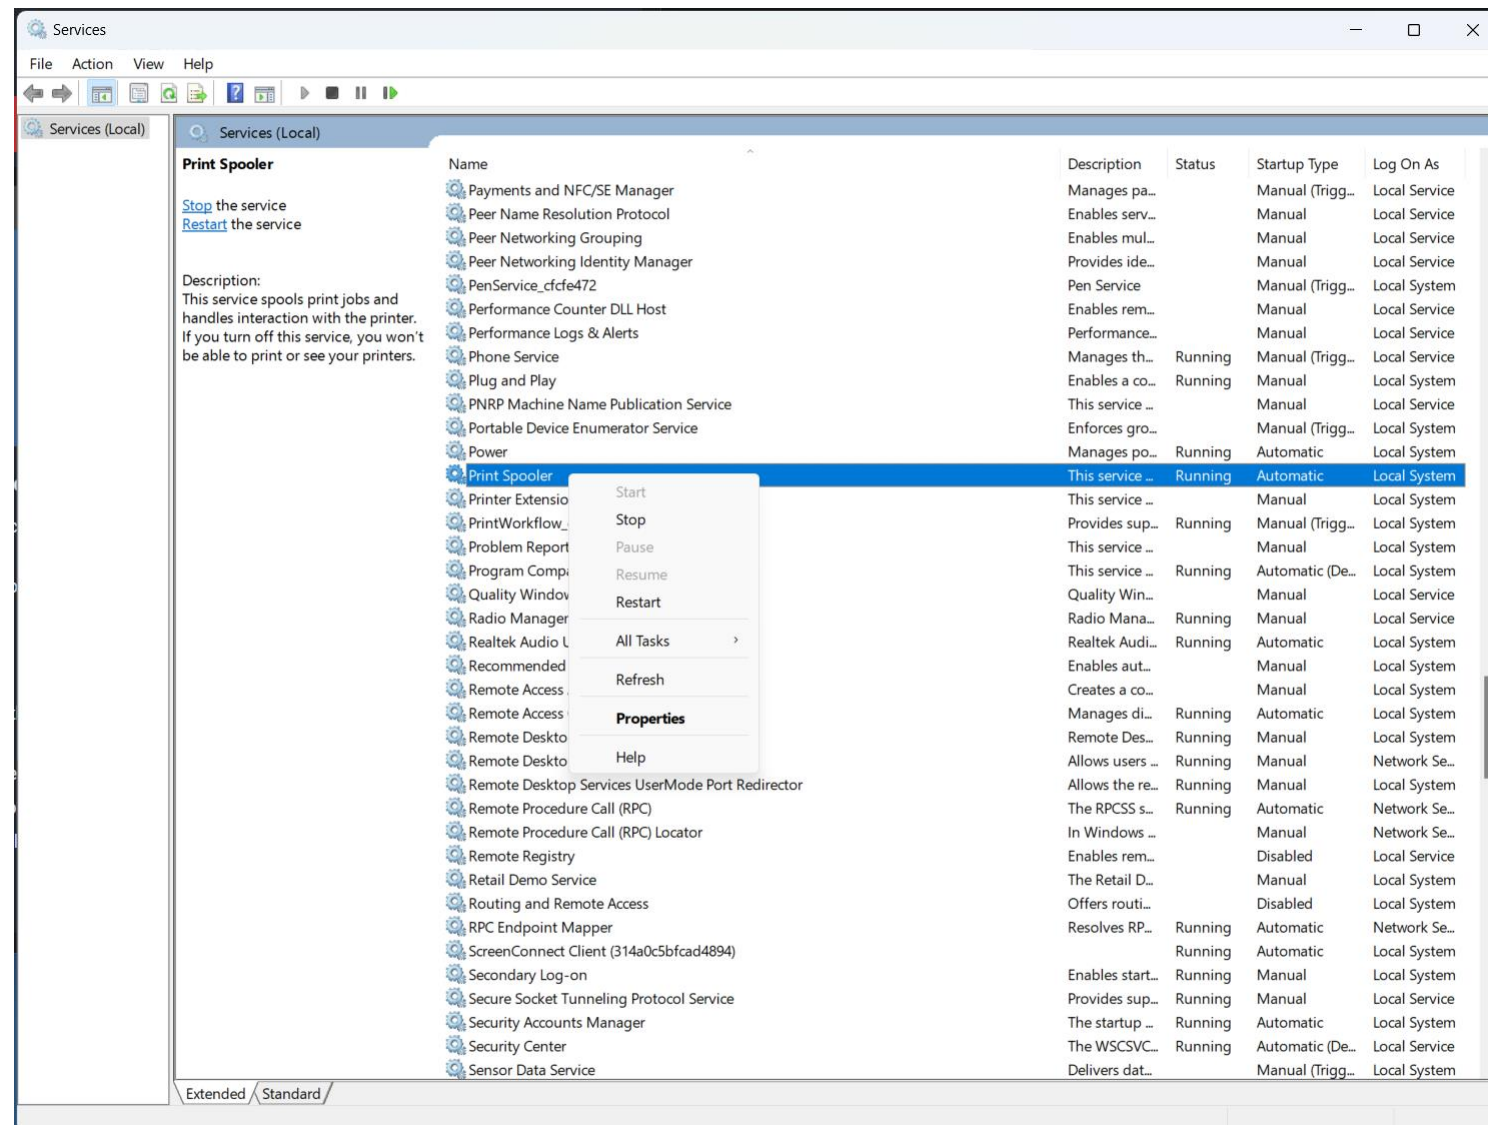 Services
File Action View Help
Services (Local)
Services (Local)
Print Spooler
Stop the service
Restart the service
Description:
This service spools print jobs and
handles interaction with the printer.
If you turn off this service, you won't
be able to print or see your printers.
Name Description Status Startup Type Log On As
Payments and NFC/SE Manager Manages pa... Manual (Trigg... Local Service
Peer Name Resolution Protocol Enables serv... Manual Local Service
Peer Networking Grouping Enables mul... Manual Local Service
Peer Networking Identity Manager Provides ide... Manual Local Service
PenService_cfcfe472 Pen Service Manual (Trigg... Local System
Performance Counter DLL Host Enables rem... Manual Local Service
Performance Logs & Alerts Performance... Manual Local Service
Phone Service Manages th... Running Manual (Trigg... Local Service
Plug and Play Enables a co... Running Manual Local System
PNRP Machine Name Publication Service This service ... Manual Local Service
Portable Device Enumerator Service Enforces gro... Manual (Trigg... Local System
Power Manages po... Running Automatic Local System
Print Spooler This service ... Running Automatic Local System
Printer Extensio This service ... Manual Local System
PrintWorkflow_ Provides sup... Running Manual (Trigg... Local System
Problem Report This service ... Manual Local System
Program Compa This service ... Running Automatic (De... Local System
Quality Window Quality Win... Manual Local Service
Radio Manager Radio Mana... Running Manual Local Service
Realtek Audio U Realtek Audi... Running Automatic Local System
Recommended Enables aut... Manual Local System
Remote Access Creates a co... Manual Local System
Remote Access Manages di... Running Automatic Local System
Remote Deskto Remote Des... Running Manual Local System
Remote Deskto Allows users ... Running Manual Network Se...
Remote Desktop Services UserMode Port Redirector Allows the re... Running Manual Local System
Remote Procedure Call (RPC) The RPCSS s... Running Automatic Network Se...
Remote Procedure Call (RPC) Locator In Windows ... Manual Network Se...
Remote Registry Enables rem... Disabled Local Service
Retail Demo Service The Retail D... Manual Local System
Routing and Remote Access Offers routi... Disabled Local System
RPC Endpoint Mapper Resolves RP... Running Automatic Network Se...
ScreenConnect Client (314a0c5bfcad4894) Running Automatic Local System
Secondary Log-on Enables start... Running Manual Local System
Secure Socket Tunneling Protocol Service Provides sup... Running Manual Local Service
Security Accounts Manager The startup ... Running Automatic Local System
Security Center The WSCSVC... Running Automatic (De... Local Service
Sensor Data Service Delivers dat... Manual (Trigg... Local System
Start
Stop
Pause
Resume
Restart
All Tasks
Refresh
Properties
Help
Extended Standard